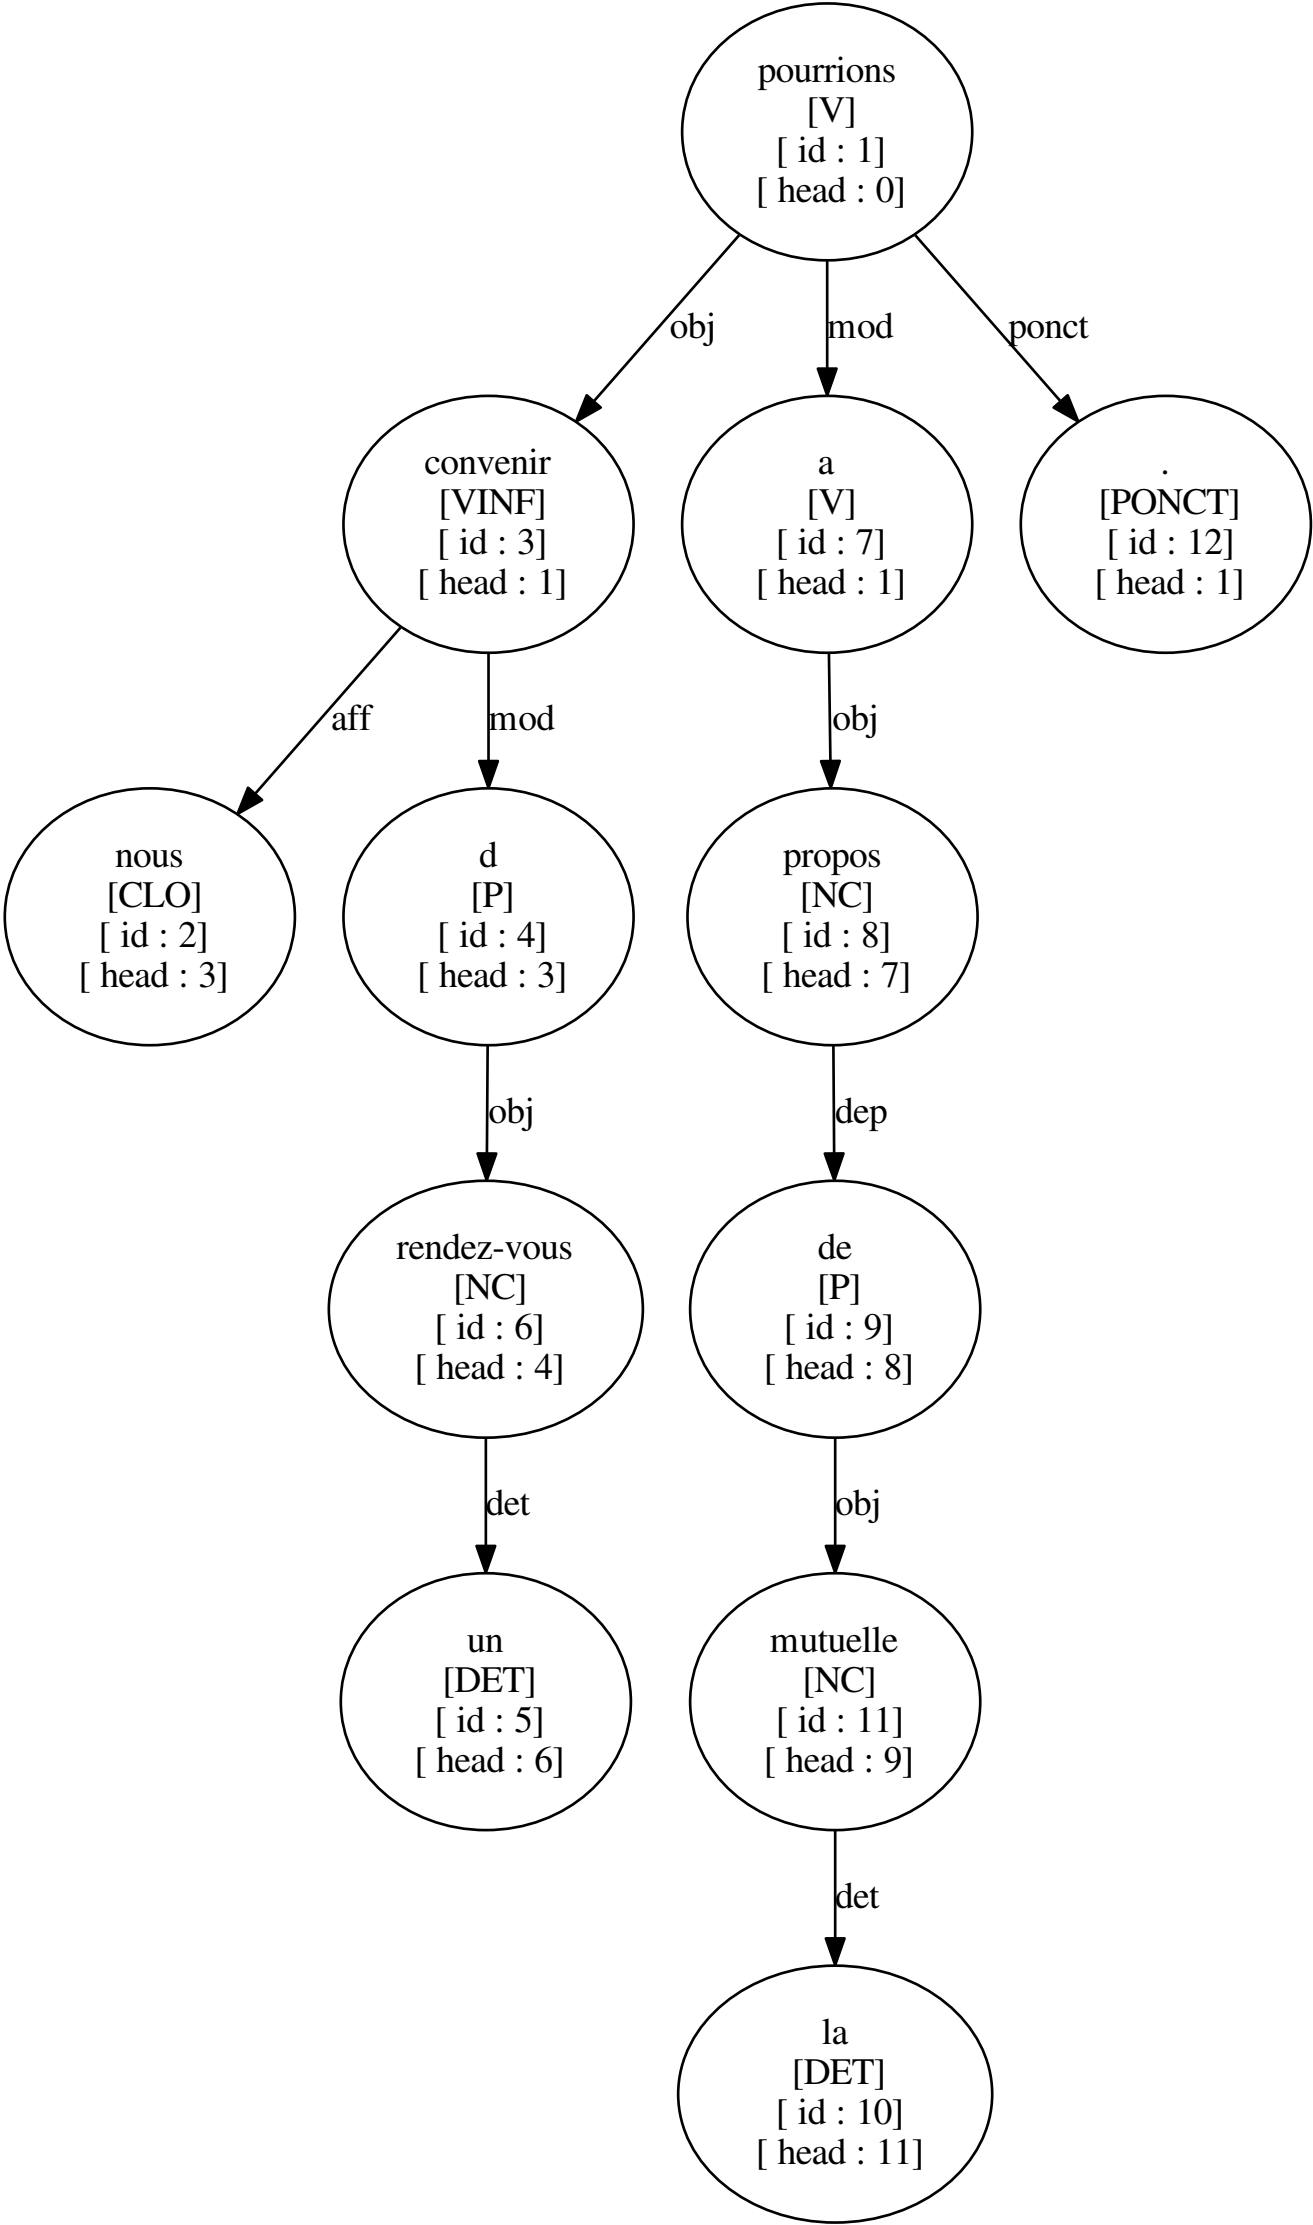 pourrions
[V]
[ id : 1]
[ head : 0]
obj
mod
ponct
convenir
[VINF]
[ id : 3]
[ head : 1]
a
[V]
[ id : 7]
[ head : 1]
.
[PONCT]
[ id : 12]
[ head : 1]
aff
mod
obj
nous
[CLO]
[ id : 2]
[ head : 3]
d
[P]
[ id : 4]
[ head : 3]
propos
[NC]
[ id : 8]
[ head : 7]
obj
dep
rendez-vous
[NC]
[ id : 6]
[ head : 4]
de
[P]
[ id : 9]
[ head : 8]
det
obj
un
[DET]
[ id : 5]
[ head : 6]
mutuelle
[NC]
[ id : 11]
[ head : 9]
det
la
[DET]
[ id : 10]
[ head : 11]